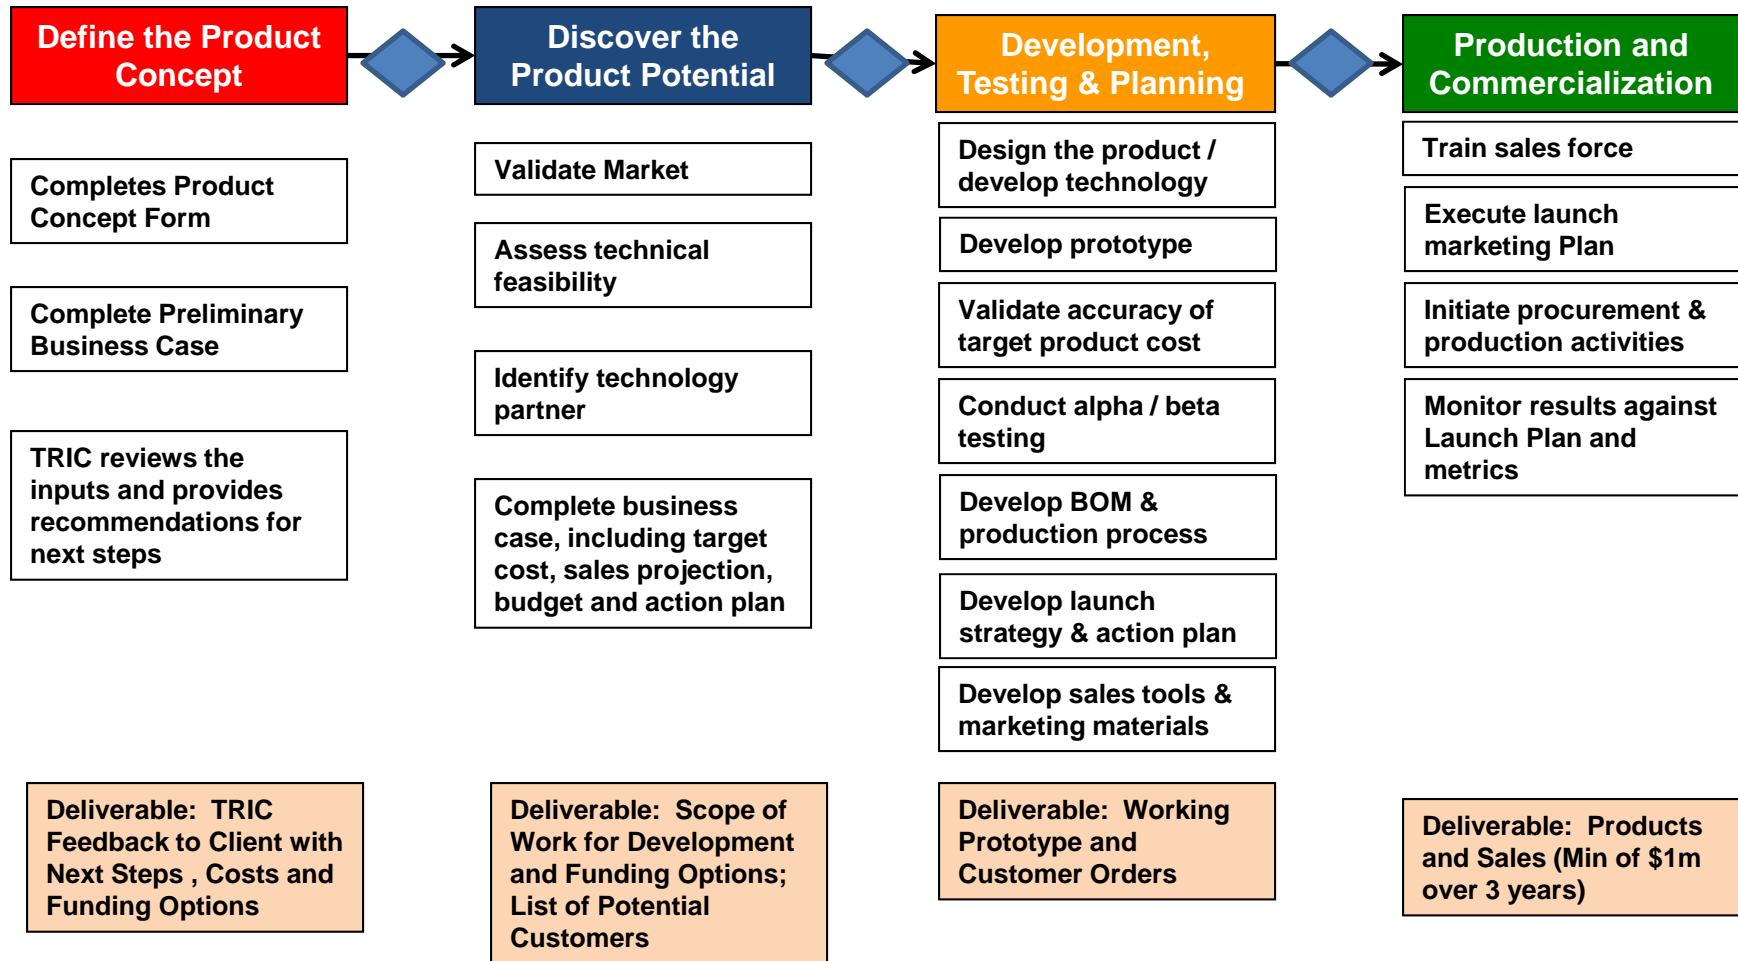 Define the Product
Concept
Discover the
Product Potential
Development,
Testing & Planning
Production and
Commercialization
Completes Product
Concept Form
Complete Preliminary
Business Case
TRIC reviews the
inputs and provides
recommendations for
next steps
Validate Market
Assess technical
feasibility
Identify technology
partner
Complete business
case, including target
cost, sales projection,
budget and action plan
Design the product /
develop technology
Develop prototype
Validate accuracy of
target product cost
Conduct alpha / beta
testing
Develop BOM &
production process
Develop launch
strategy & action plan
Develop sales tools &
marketing materials
Train sales force
Execute launch
marketing Plan
Initiate procurement &
production activities
Monitor results against
Launch Plan and
metrics
Deliverable:  TRIC
Feedback to Client with
Next Steps , Costs and
Funding Options
Deliverable:  Scope of
Work for Development
and Funding Options;
List of Potential
Customers
Deliverable:  Working
Prototype and
Customer Orders
Deliverable:  Products
and Sales (Min of $1m
over 3 years)